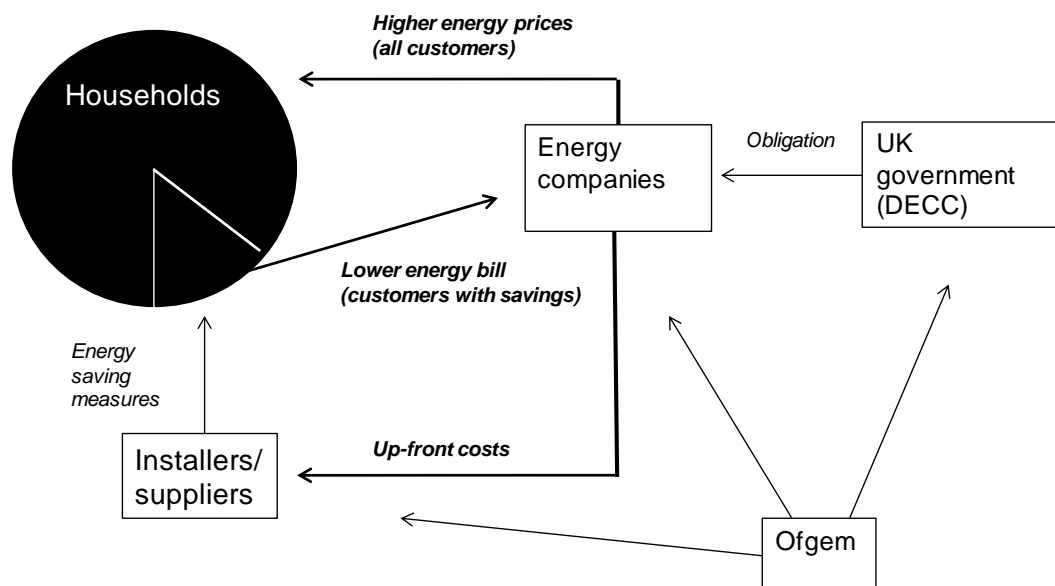 Higher energy prices
(all customers)
Households
Energy
companies
Obligation
UK
government
(DECC)
Lower energy bill
(customers with savings)
Energy
saving
measures
Installers/
suppliers
Up-front costs
Ofgem